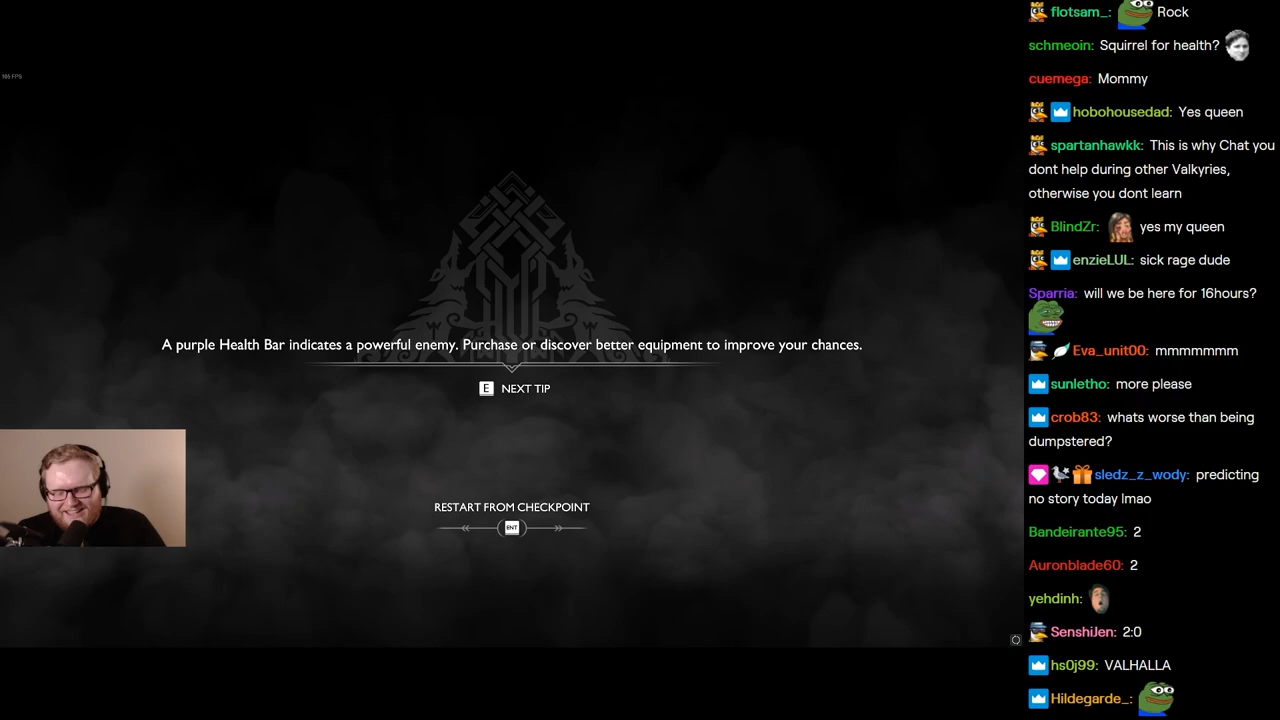 166 FPS
A purple Health Bar indicates a powerful enemy. Purchase or discover better equipment to improve your chances.
E NEXT TIP
RESTART FROM CHECKPOINT
ENT
flotsam_: Rock
schmeoin: Squirrel for health?
cuemega: Mommy
hobohousedad: Yes queen
spartanhawkk: This is why Chat you
dont help during other Valkyries,
otherwise you dont learn
BlindZr: yes my queen
enzieLUL: sick rage dude
Sparria: will we be here for 16hours?
Eva_unit00: mmmmmmm
sunletho: more please
crob83: whats worse than being
dumpstered?
sledz_z_wody: predicting
no story today lmao
Bandeirante95: 2
Auronblade60: 2
yehdinh:
SenshiJen: 2:0
hs0j99: VALHALLA
Hildegarde_: